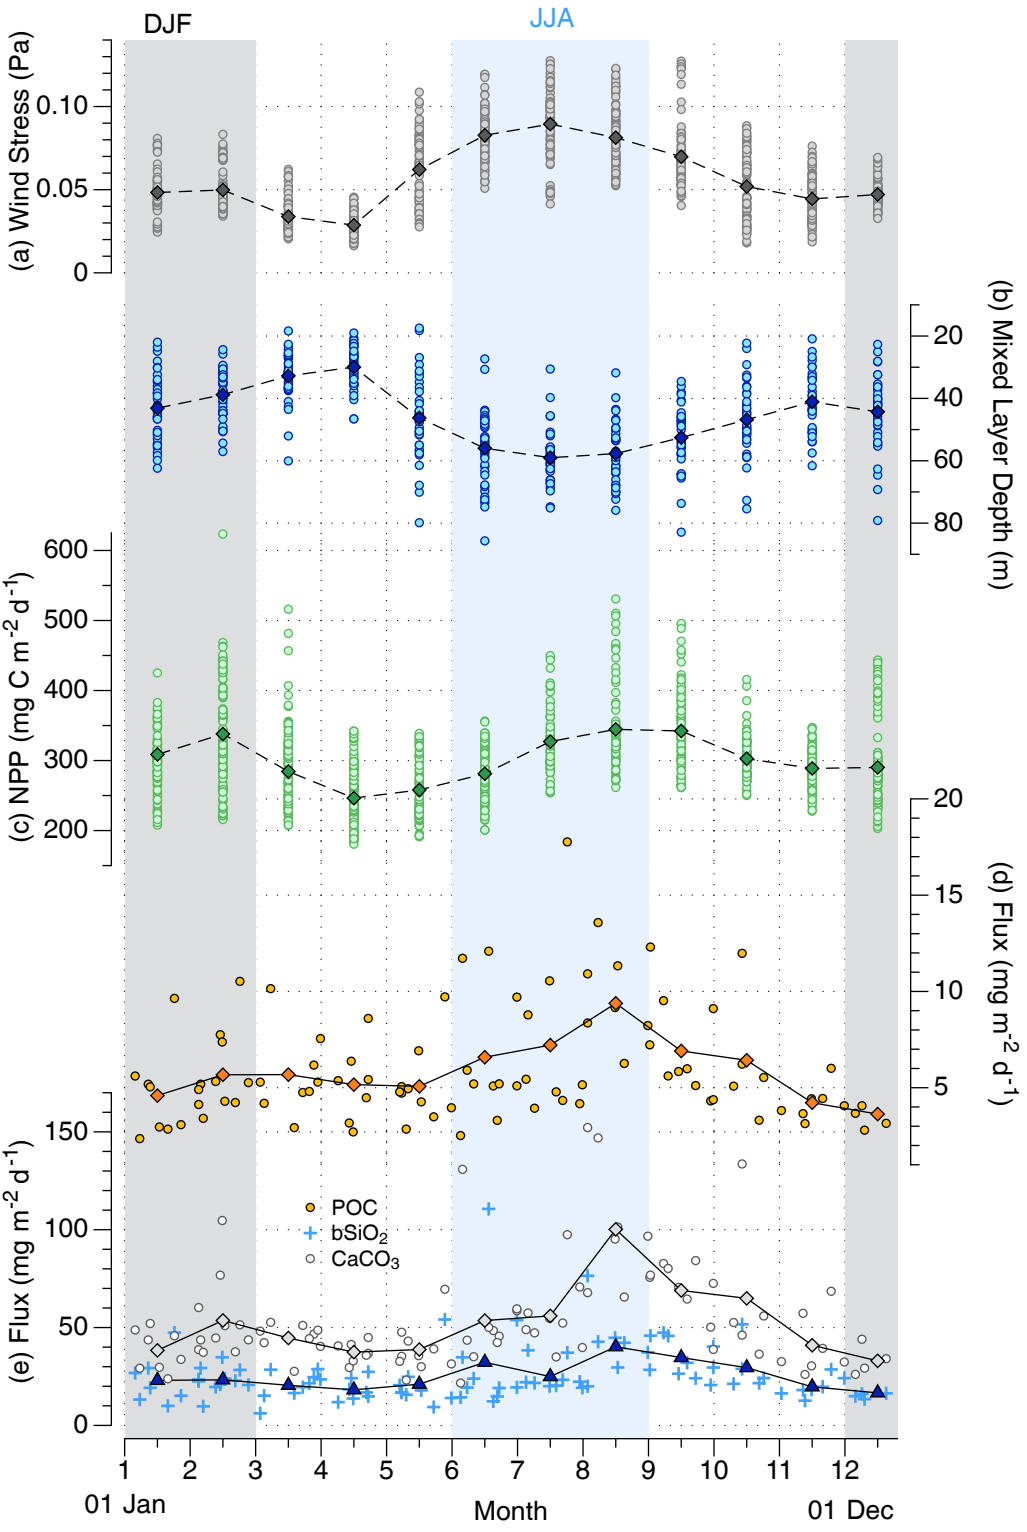 DJF
JJA
(a) Wind Stress (Pa)
0.10
0.05
0
(b) Mixed Layer Depth (m)
20
40
60
80
(c) NPP (mg C m⁻² d⁻¹)
600
500
400
300
200
(d) Flux (mg m⁻² d⁻¹)
20
15
10
5
(e) Flux (mg m⁻² d⁻¹)
150
100
50
0
POC
bSiO₂
CaCO₃
1 2 3 4 5 6 7 8 9 10 11 12
01 Jan
Month
01 Dec